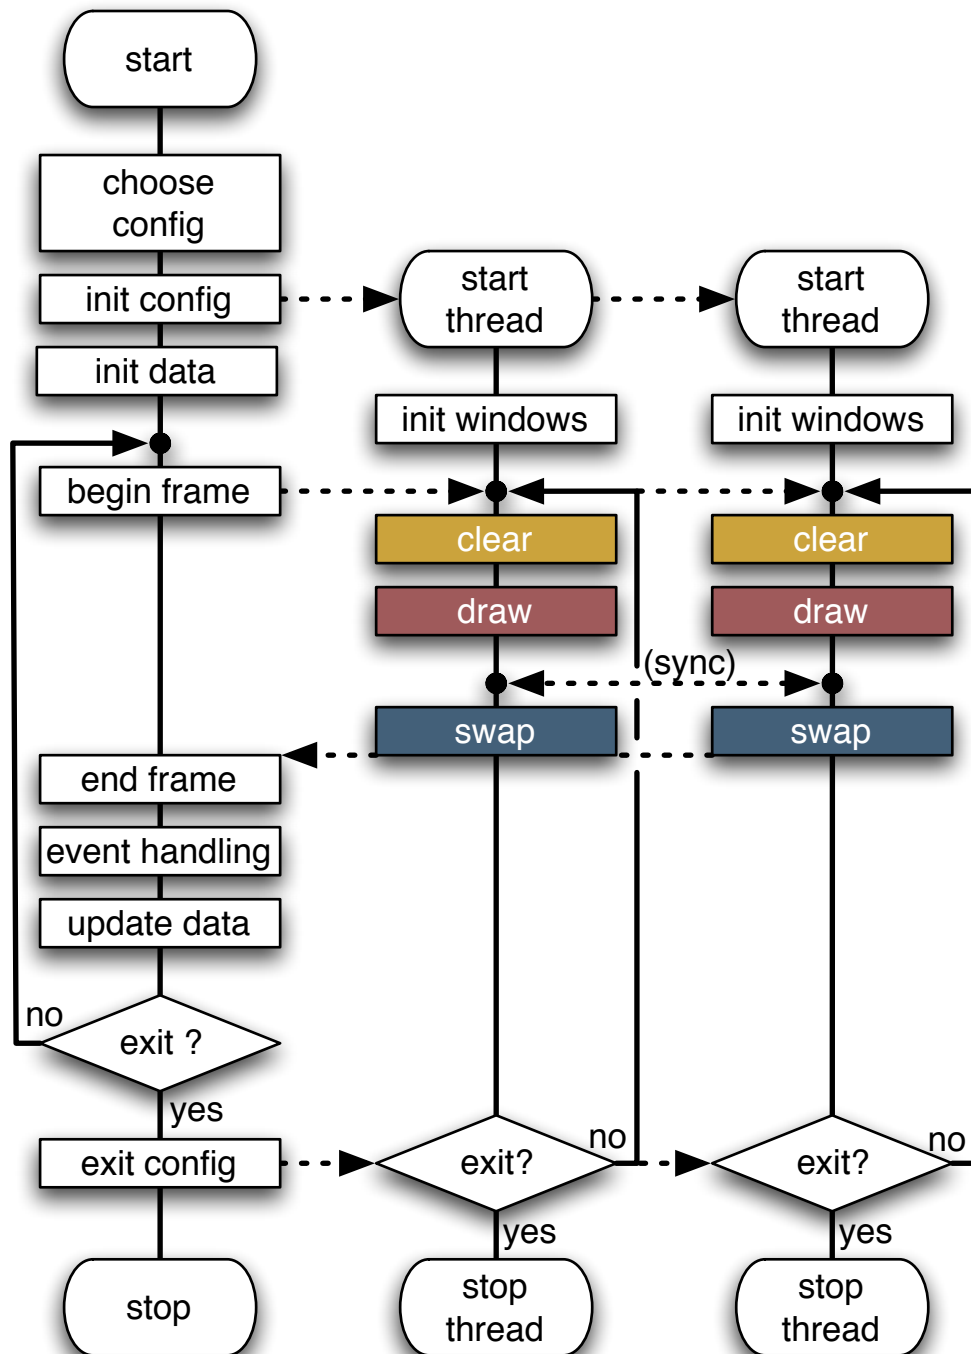 start
choose
config
init config
init data
begin frame
end frame
event handling
update data
no
exit ?
yes
exit config
stop
start
thread
init windows
clear
draw
(sync)
swap
no
exit?
yes
stop
thread
start
thread
init windows
clear
draw
swap
no
exit?
yes
stop
thread